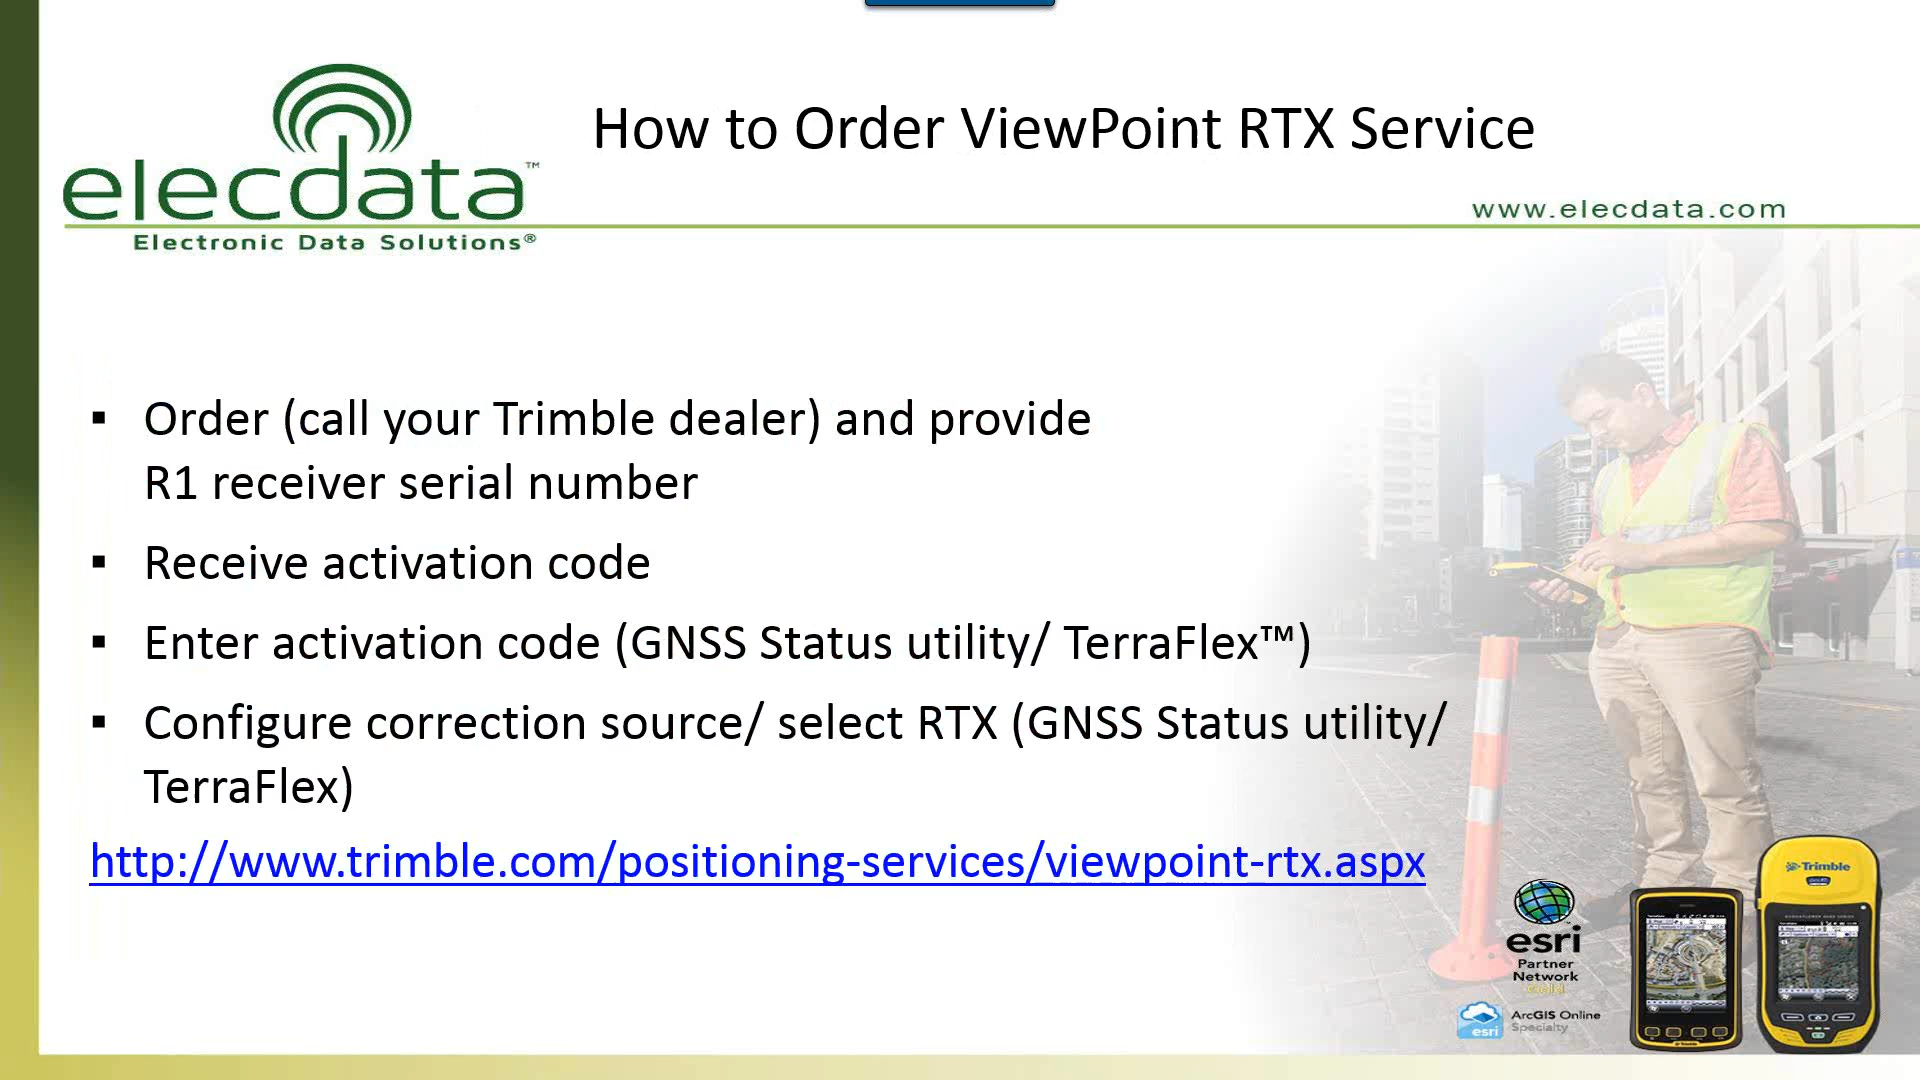 How to Order ViewPoint RTX Service
elecdata™
www.elecdata.com
Electronic Data Solutions®
▪ Order (call your Trimble dealer) and provide
R1 receiver serial number
▪ Receive activation code
▪ Enter activation code (GNSS Status utility/ TerraFlex™)
▪ Configure correction source/ select RTX (GNSS Status utility/
TerraFlex)
http://www.trimble.com/positioning-services/viewpoint-rtx.aspx
Trimble
esri
Partner
Network
Gold
ArcGIS Online
Specialty
esri
Trimble